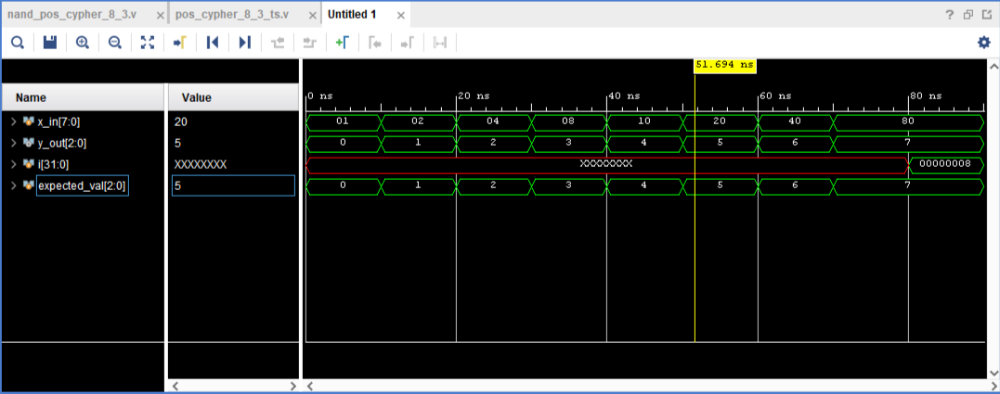 nand_pos_cypher_8_3.v × pos_cypher_8_3_ts.v × Untitled 1 × ?
51.694 ns
Name Value 0 ns 20 ns 40 ns 60 ns 80 ns
x_in[7:0] 20 01 02 04 08 10 20 40 80
y_out[2:0] 5 0 1 2 3 4 5 6 7
i[31:0] XXXXXXXX XXXXXXXX 00000008
expected_val[2:0] 5 0 1 2 3 4 5 6 7